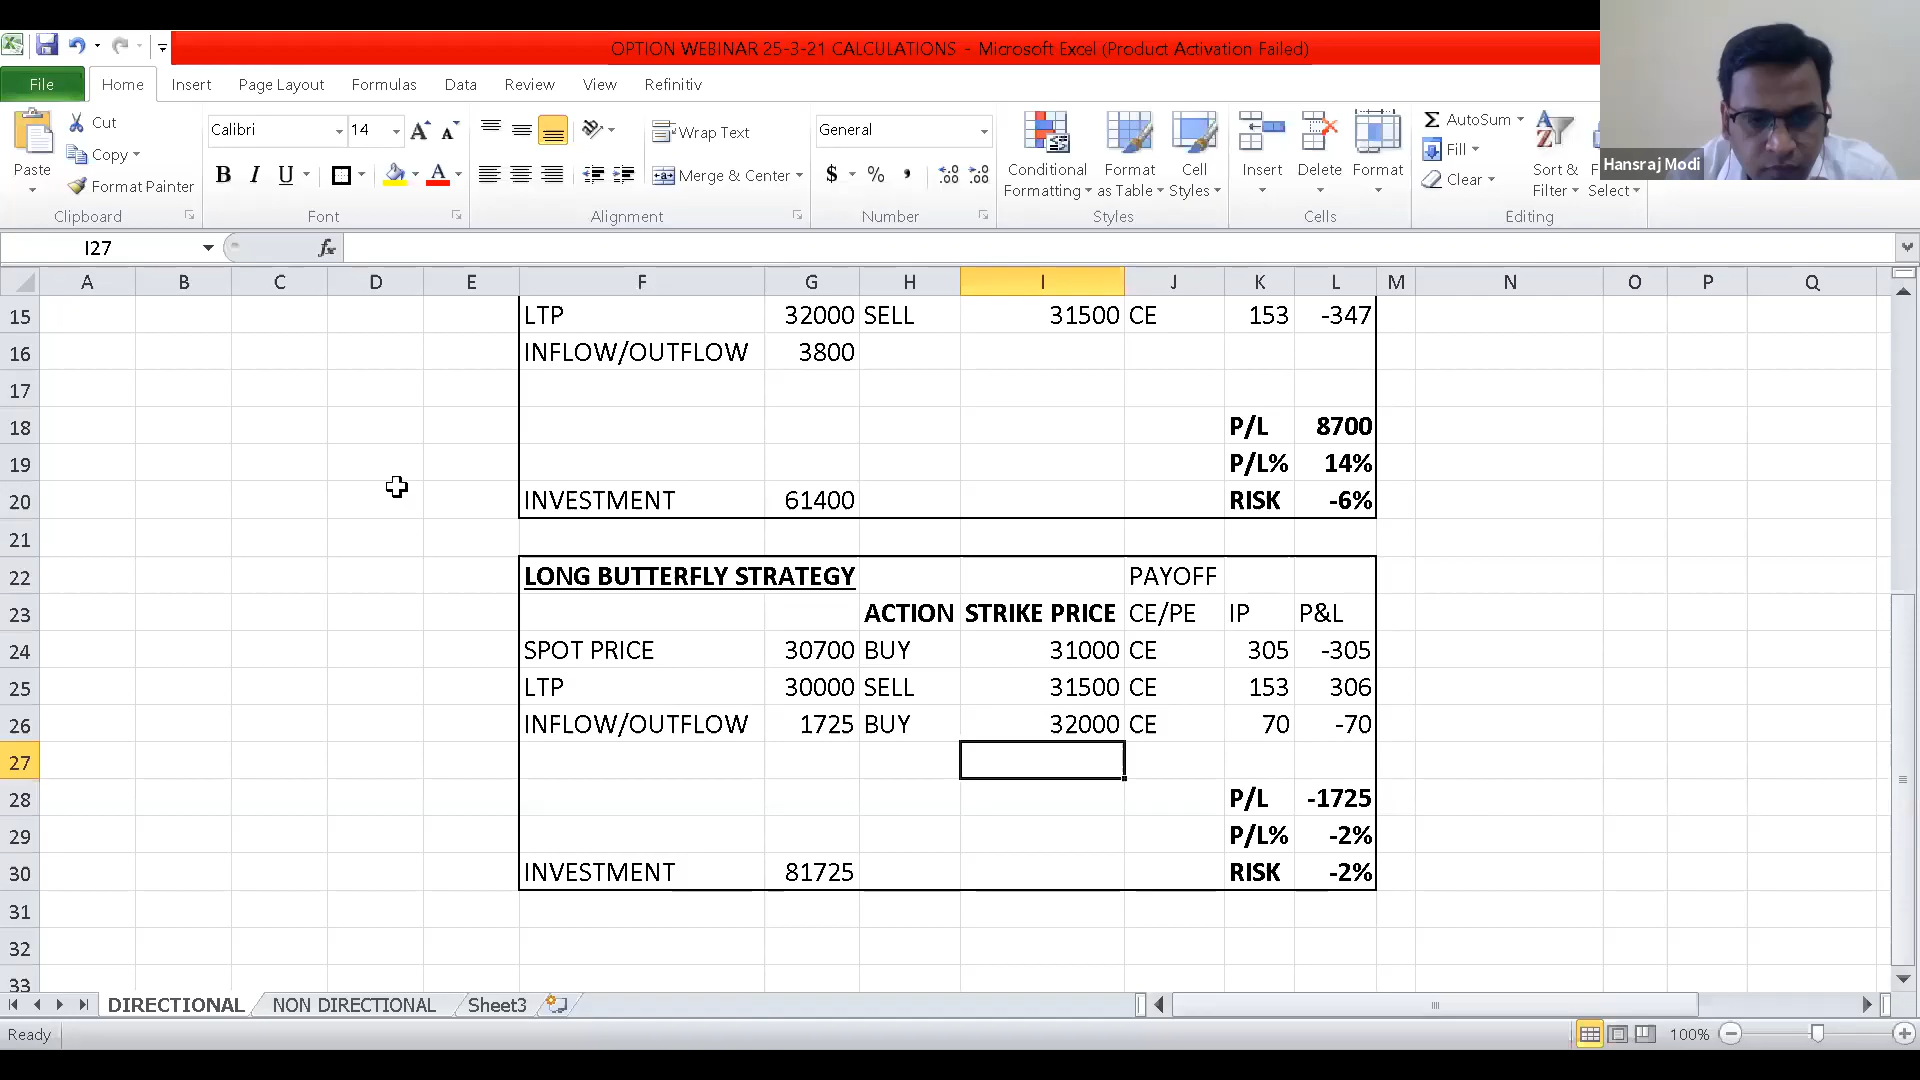 OPTION WEBINAR 25-3-21 CALCULATIONS - Microsoft Excel (Product Activation Failed)
File Home Insert Page Layout Formulas Data Review View Refinitiv
Cut
Copy
Format Painter
Paste
Clipboard
Calibri 14
B I U
Font
Wrap Text
Merge & Center
Alignment
General
$ % ,
Number
Conditional Formatting
Format as Table
Cell Styles
Styles
Insert Delete Format
Cells
Σ AutoSum
Fill
Clear
Sort & Filter
Select
Editing
Hansraj Modi
I27 fx
A B C D E F G H I J K L M N O P Q
15 LTP 32000 SELL 31500 CE 153 -347
16 INFLOW/OUTFLOW 3800
17
18 P/L 8700
19 P/L% 14%
20 INVESTMENT 61400 RISK -6%
21
22 LONG BUTTERFLY STRATEGY PAYOFF
23 ACTION STRIKE PRICE CE/PE IP P&L
24 SPOT PRICE 30700 BUY 31000 CE 305 -305
25 LTP 30000 SELL 31500 CE 153 306
26 INFLOW/OUTFLOW 1725 BUY 32000 CE 70 -70
27
28 P/L -1725
29 P/L% -2%
30 INVESTMENT 81725 RISK -2%
31
32
33
DIRECTIONAL NON DIRECTIONAL Sheet3
Ready 100%